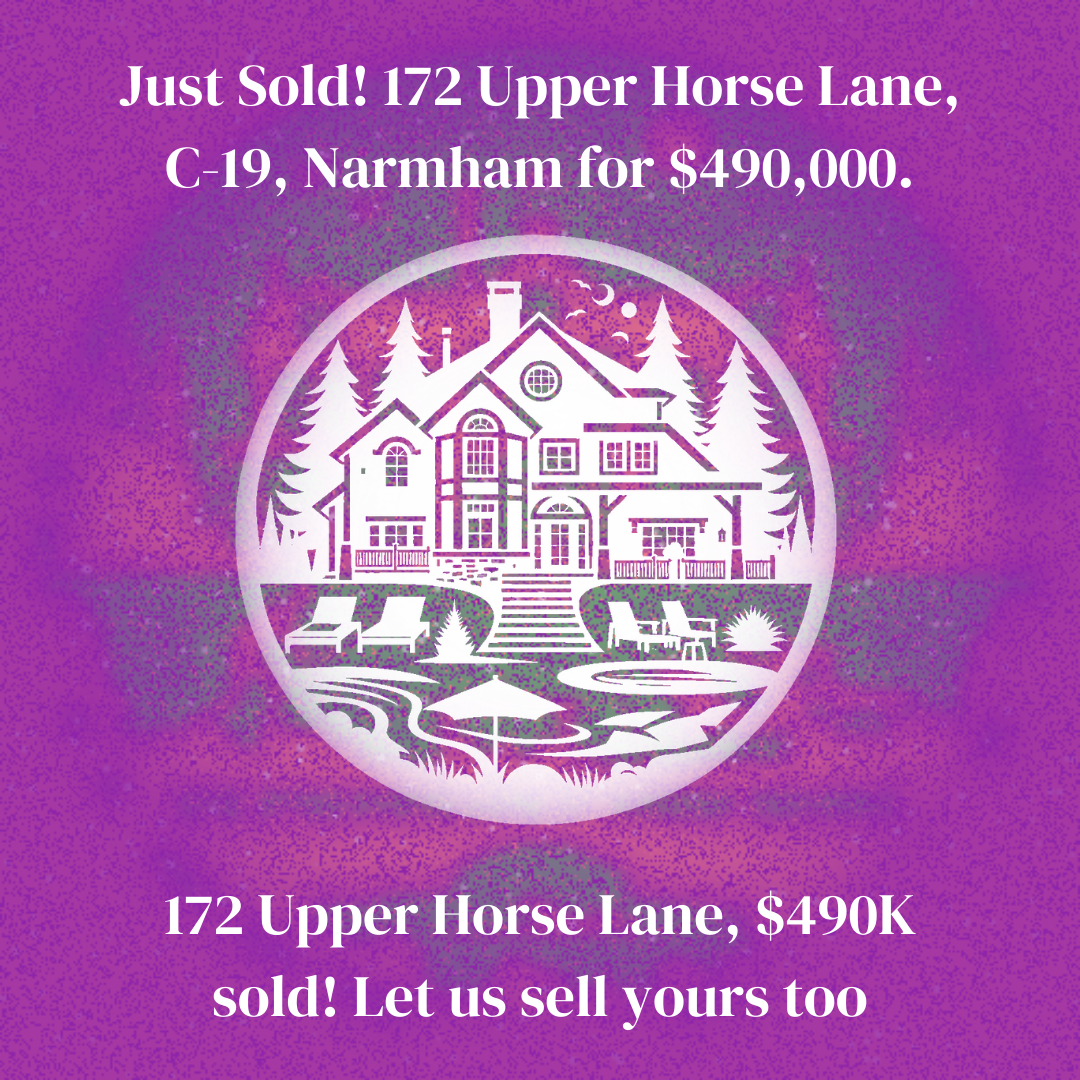 Just Sold! 172 Upper Horse Lane,
C-19, Narmham for $490,000.
172 Upper Horse Lane, $490K
sold! Let us sell yours too